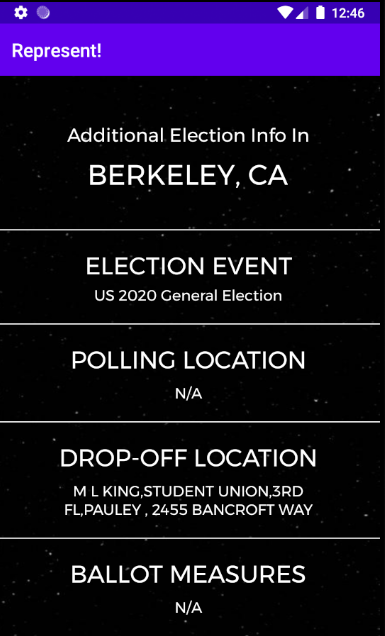 12:46
Represent!
Additional Election Info In
BERKELEY, CA
ELECTION EVENT
US 2020 General Election
POLLING LOCATION
N/A
DROP-OFF LOCATION
M L KING,STUDENT UNION,3RD
FL,PAULEY , 2455 BANCROFT WAY
BALLOT MEASURES
N/A